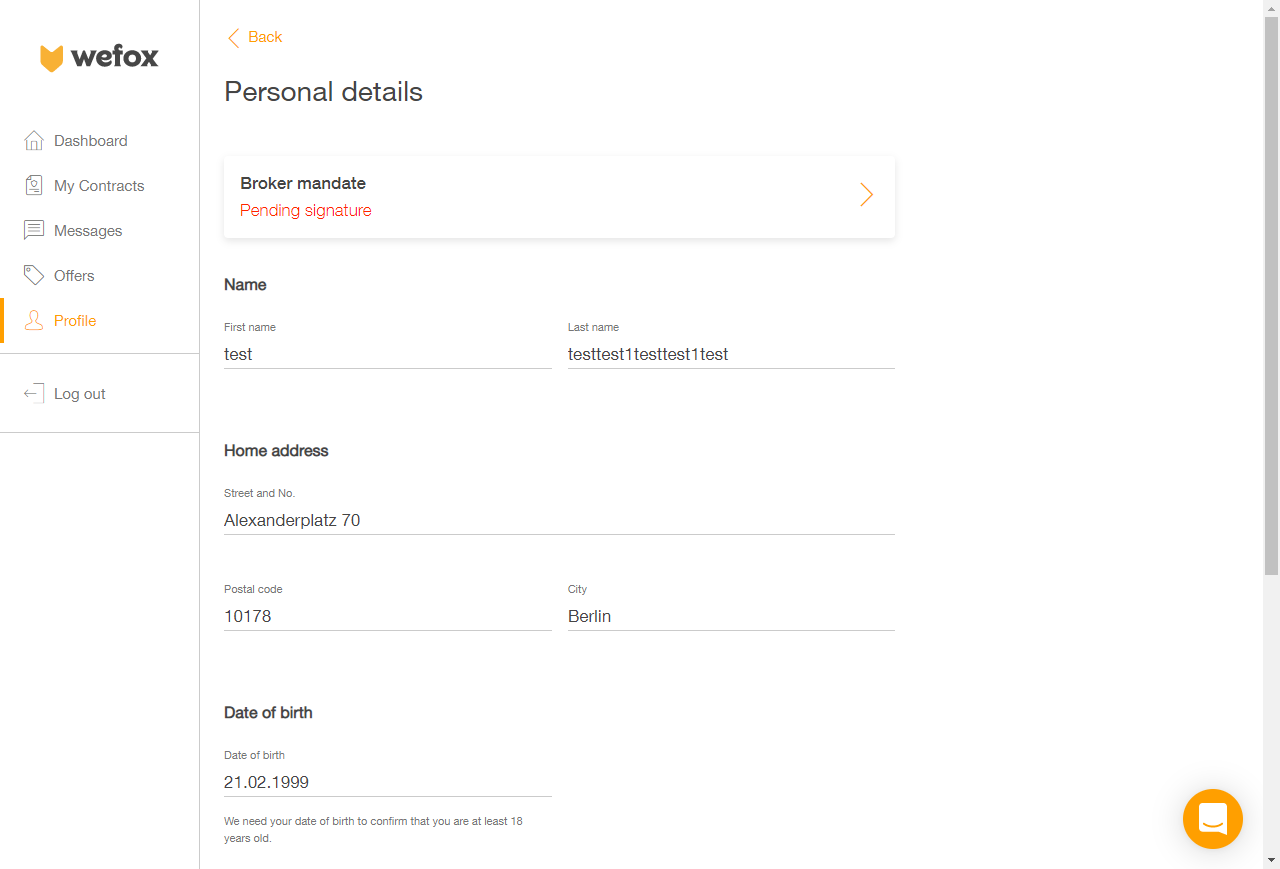 wefox
Dashboard
My Contracts
Messages
Offers
Profile
Log out
Back
Personal details
Broker mandate
Pending signature
Name
First name
Last name
test
testtest1testtest1test
Home address
Street and No.
Alexanderplatz 70
Postal code
City
10178
Berlin
Date of birth
Date of birth
21.02.1999
We need your date of birth to confirm that you are at least 18
years old.